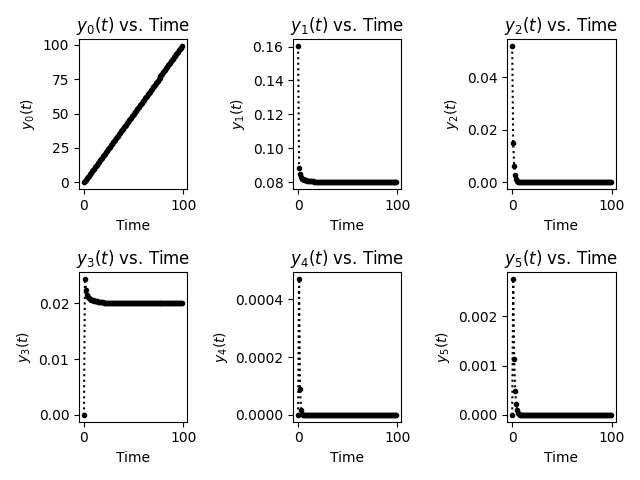 y₀(t) vs. Time
y₁(t) vs. Time
y₂(t) vs. Time
100
75
50
25
0
y₀(t)
0
100
Time
0.16
0.14
0.12
0.10
0.08
y₁(t)
0
100
Time
0.04
0.02
0.00
y₂(t)
0
100
Time
y₃(t) vs. Time
y₄(t) vs. Time
y₅(t) vs. Time
0.02
0.01
0.00
y₃(t)
0
100
Time
0.0004
0.0002
0.0000
y₄(t)
0
100
Time
0.002
0.001
0.000
y₅(t)
0
100
Time